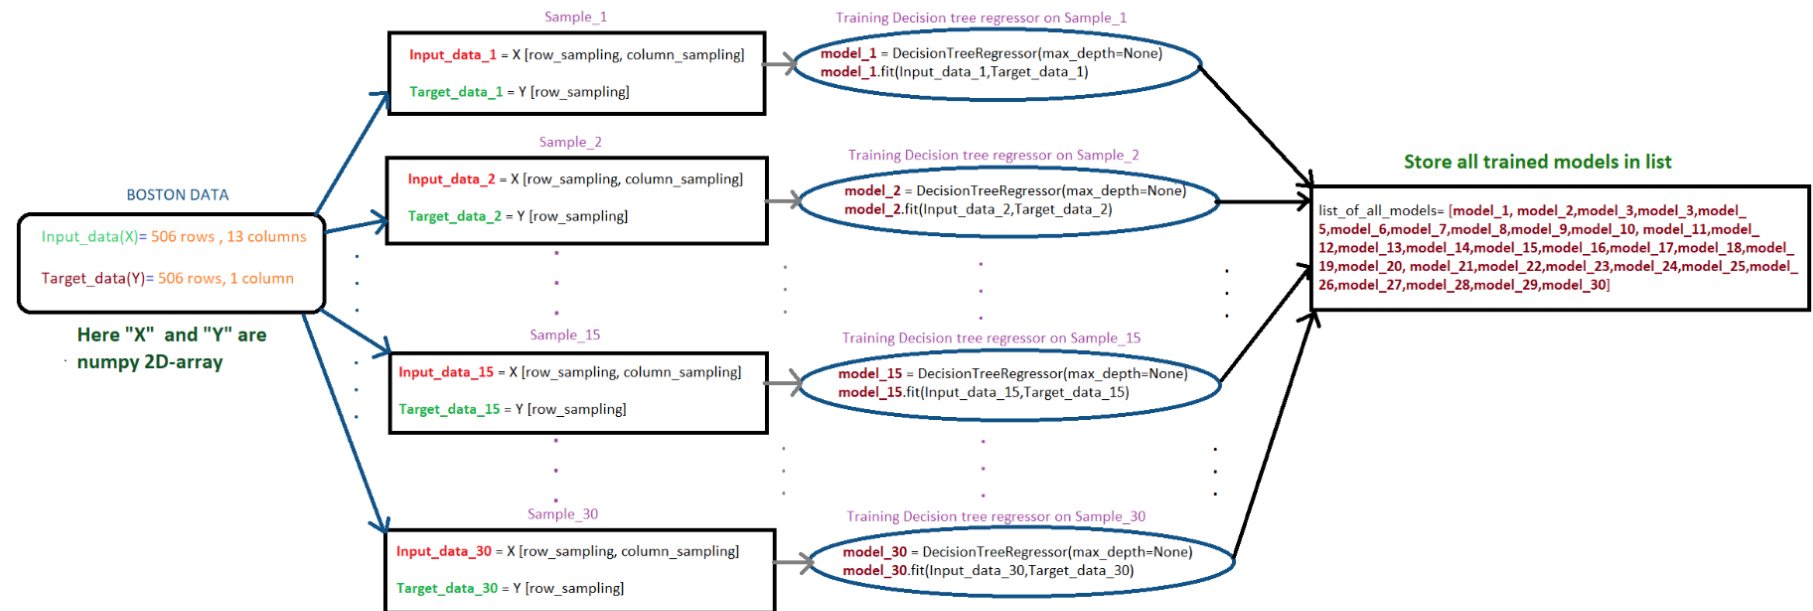 BOSTON DATA
Input_data(X)= 506 rows , 13 columns
Target_data(Y)= 506 rows, 1 column
Here "X" and "Y" are
numpy 2D-array
Sample_1
Input_data_1 = X [row_sampling, column_sampling]
Target_data_1 = Y [row_sampling]
Training Decision tree regressor on Sample_1
model_1 = DecisionTreeRegressor(max_depth=None)
model_1.fit(Input_data_1,Target_data_1)
Sample_2
Input_data_2 = X [row_sampling, column_sampling]
Target_data_2 = Y [row_sampling]
Training Decision tree regressor on Sample_2
model_2 = DecisionTreeRegressor(max_depth=None)
model_2.fit(Input_data_2,Target_data_2)
Sample_15
Input_data_15 = X [row_sampling, column_sampling]
Target_data_15 = Y [row_sampling]
Training Decision tree regressor on Sample_15
model_15 = DecisionTreeRegressor(max_depth=None)
model_15.fit(Input_data_15,Target_data_15)
Sample_30
Input_data_30 = X [row_sampling, column_sampling]
Target_data_30 = Y [row_sampling]
Training Decision tree regressor on Sample_30
model_30 = DecisionTreeRegressor(max_depth=None)
model_30.fit(Input_data_30,Target_data_30)
Store all trained models in list
list_of_all_models= [model_1, model_2,model_3,model_3,model_
5,model_6,model_7,model_8,model_9,model_10, model_11,model_
12,model_13,model_14,model_15,model_16,model_17,model_18,model_
19,model_20, model_21,model_22,model_23,model_24,model_25,model_
26,model_27,model_28,model_29,model_30]